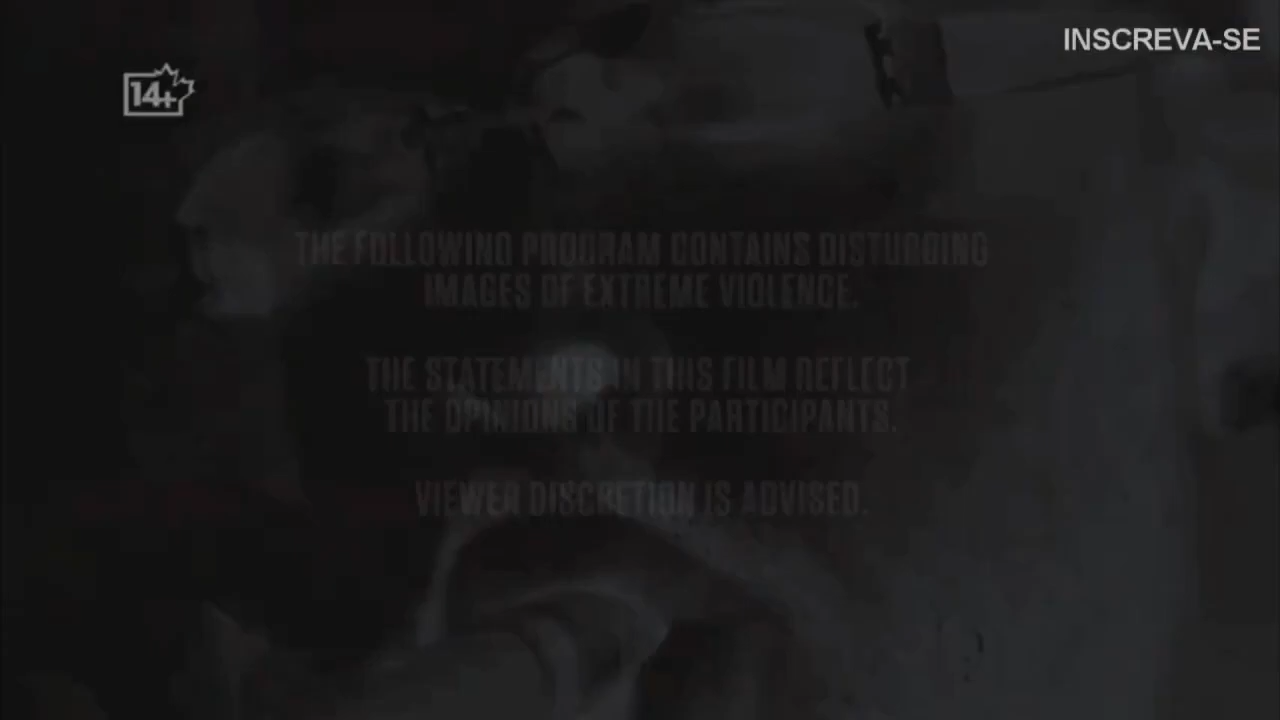 INSCREVA-SE
14+
THE FOLLOWING PROGRAM CONTAINS DISTURBING
IMAGES OF EXTREME VIOLENCE.
THE STATEMENTS IN THIS FILM REFLECT
THE OPINIONS OF THE PARTICIPANTS.
VIEWER DISCRETION IS ADVISED.